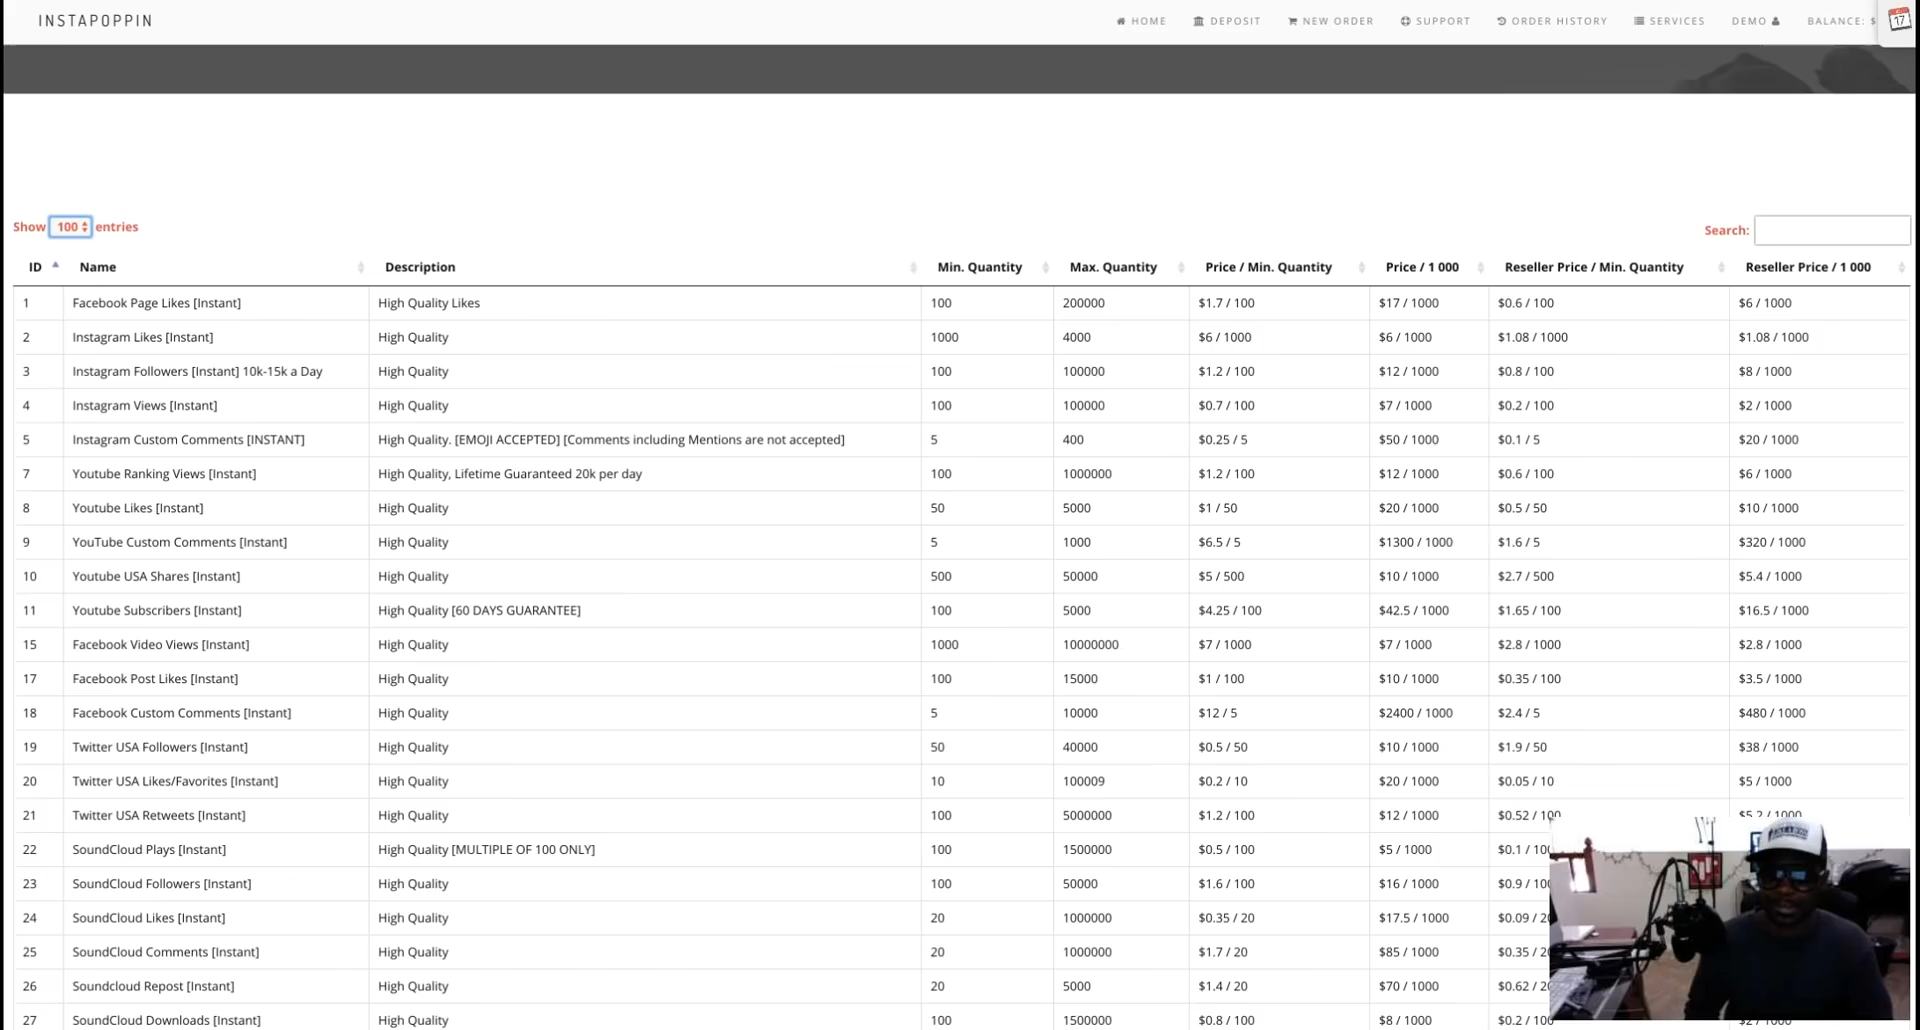 INSTAPOPPIN HOME DEPOSIT NEW ORDER SUPPORT ORDER HISTORY SERVICES DEMO BALANCE: $ 17
Show 100 entries Search:
ID Name Description Min. Quantity Max. Quantity Price / Min. Quantity Price / 1 000 Reseller Price / Min. Quantity Reseller Price / 1 000
1 Facebook Page Likes [Instant] High Quality Likes 100 200000 $1.7 / 100 $17 / 1000 $0.6 / 100 $6 / 1000
2 Instagram Likes [Instant] High Quality 1000 4000 $6 / 1000 $6 / 1000 $1.08 / 1000 $1.08 / 1000
3 Instagram Followers [Instant] 10k-15k a Day High Quality 100 100000 $1.2 / 100 $12 / 1000 $0.8 / 100 $8 / 1000
4 Instagram Views [Instant] High Quality 100 100000 $0.7 / 100 $7 / 1000 $0.2 / 100 $2 / 1000
5 Instagram Custom Comments [INSTANT] High Quality. [EMOJI ACCEPTED] [Comments including Mentions are not accepted] 5 400 $0.25 / 5 $50 / 1000 $0.1 / 5 $20 / 1000
7 Youtube Ranking Views [Instant] High Quality, Lifetime Guaranteed 20k per day 100 1000000 $1.2 / 100 $12 / 1000 $0.6 / 100 $6 / 1000
8 Youtube Likes [Instant] High Quality 50 5000 $1 / 50 $20 / 1000 $0.5 / 50 $10 / 1000
9 YouTube Custom Comments [Instant] High Quality 5 1000 $6.5 / 5 $1300 / 1000 $1.6 / 5 $320 / 1000
10 Youtube USA Shares [Instant] High Quality 500 50000 $5 / 500 $10 / 1000 $2.7 / 500 $5.4 / 1000
11 Youtube Subscribers [Instant] High Quality [60 DAYS GUARANTEE] 100 5000 $4.25 / 100 $42.5 / 1000 $1.65 / 100 $16.5 / 1000
15 Facebook Video Views [Instant] High Quality 1000 10000000 $7 / 1000 $7 / 1000 $2.8 / 1000 $2.8 / 1000
17 Facebook Post Likes [Instant] High Quality 100 15000 $1 / 100 $10 / 1000 $0.35 / 100 $3.5 / 1000
18 Facebook Custom Comments [Instant] High Quality 5 10000 $12 / 5 $2400 / 1000 $2.4 / 5 $480 / 1000
19 Twitter USA Followers [Instant] High Quality 50 40000 $0.5 / 50 $10 / 1000 $1.9 / 50 $38 / 1000
20 Twitter USA Likes/Favorites [Instant] High Quality 10 100009 $0.2 / 10 $20 / 1000 $0.05 / 10 $5 / 1000
21 Twitter USA Retweets [Instant] High Quality 100 5000000 $1.2 / 100 $12 / 1000 $0.52 / 100 $5.2 / 1000
22 SoundCloud Plays [Instant] High Quality [MULTIPLE OF 100 ONLY] 100 1500000 $0.5 / 100 $5 / 1000 $0.1 / 100
23 SoundCloud Followers [Instant] High Quality 100 50000 $1.6 / 100 $16 / 1000 $0.9 / 100
24 SoundCloud Likes [Instant] High Quality 20 1000000 $0.35 / 20 $17.5 / 1000 $0.09 / 20
25 SoundCloud Comments [Instant] High Quality 20 1000000 $1.7 / 20 $85 / 1000 $0.35 / 20
26 Soundcloud Repost [Instant] High Quality 20 5000 $1.4 / 20 $70 / 1000 $0.62 / 20
27 SoundCloud Downloads [Instant] High Quality 100 1500000 $0.8 / 100 $8 / 1000 $0.2 / 100